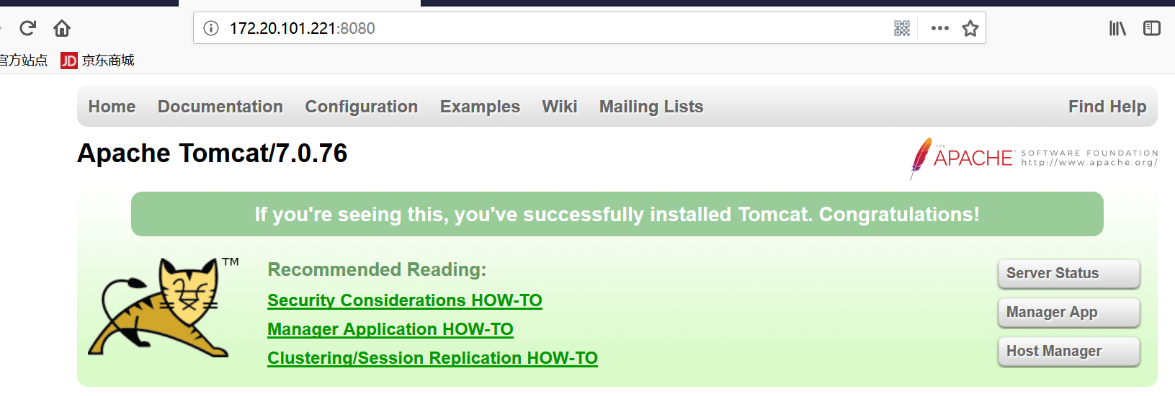 172.20.101.221:8080
官方站点 JD 京东商城
Home Documentation Configuration Examples Wiki Mailing Lists Find Help
Apache Tomcat/7.0.76
THE APACHE™ SOFTWARE FOUNDATION
http://www.apache.org/
If you're seeing this, you've successfully installed Tomcat. Congratulations!
TM
Recommended Reading:
Security Considerations HOW-TO
Manager Application HOW-TO
Clustering/Session Replication HOW-TO
Server Status
Manager App
Host Manager